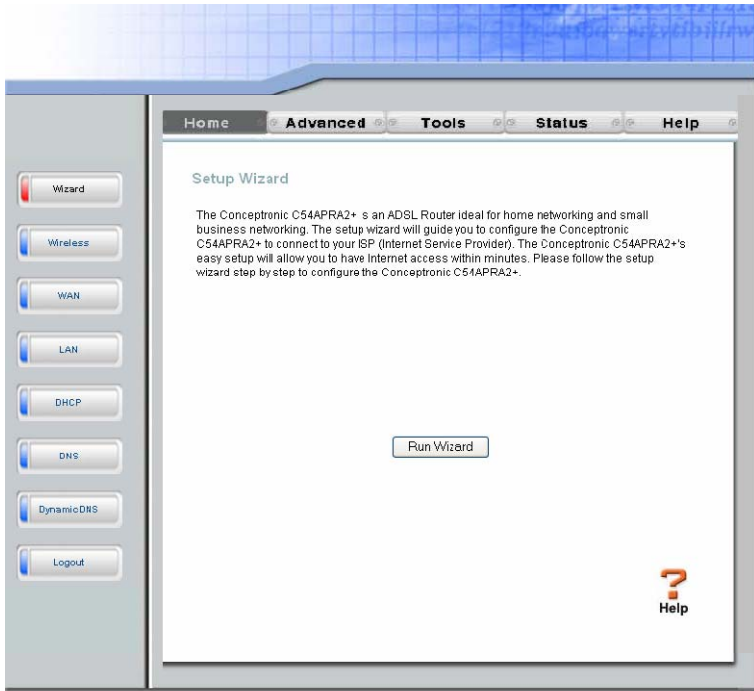 Home
Advanced
Tools
Status
Help
Wizard
Wireless
WAN
LAN
DHCP
DNS
DynamicDNS
Logout
Setup Wizard
The Conceptronic C54APRA2+ s an ADSL Router ideal for home networking and small
business networking. The setup wizard will guide you to configure the Conceptronic
C54APRA2+ to connect to your ISP (Internet Service Provider). The Conceptronic C54APRA2+'s
easy setup will allow you to have Internet access within minutes. Please follow the setup
wizard step by step to configure the Conceptronic C54APRA2+.
Run Wizard
Help